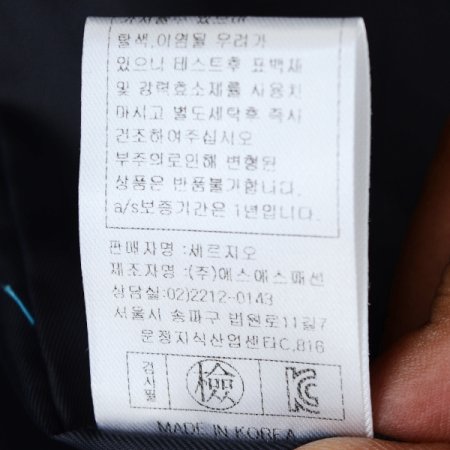 탈색,이염될 우려가
있으니 테스트후 표백제
및 강력효소제를 사용치
마시고 별도세탁후 즉시
건조하여주십시오
부주의로인해 변형된
상품은 반품불가합니다.
a/s보증기간은 1년입니다.
판매자명 :세르지오
제조자명 :(주)에스에스패션
상담실:02)2212-0143
서울시 송파구 법원로11길7
문정지식산업센터C,816
검사필 檢
MADE IN KOREA